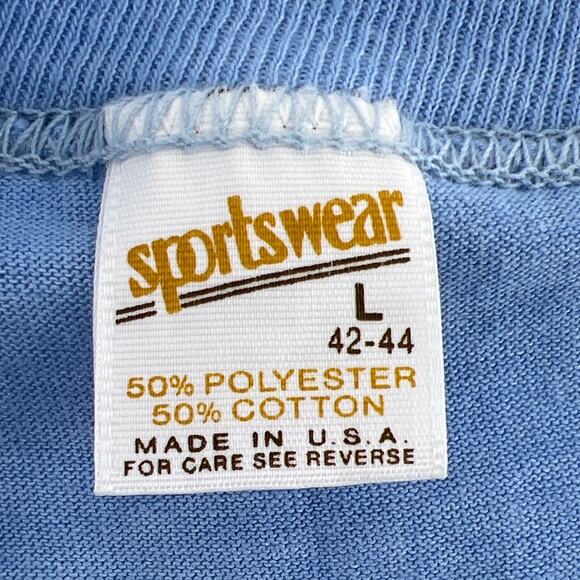 sportswear
L
42-44
50% POLYESTER
50% COTTON
MADE IN U.S.A.
FOR CARE SEE REVERSE